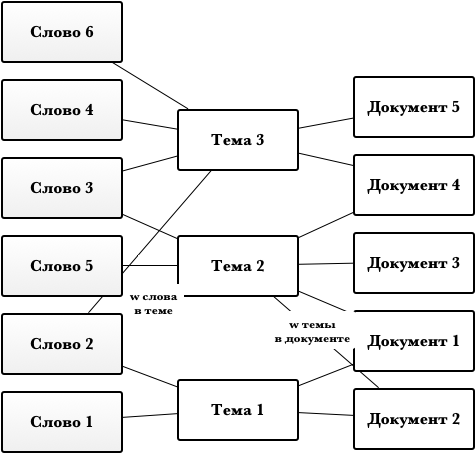 Слово 6
Слово 4
Слово 3
Слово 5
Слово 2
Слово 1
Тема 3
Тема 2
Тема 1
w слова
в теме
w темы
в документе
Документ 5
Документ 4
Документ 3
Документ 1
Документ 2